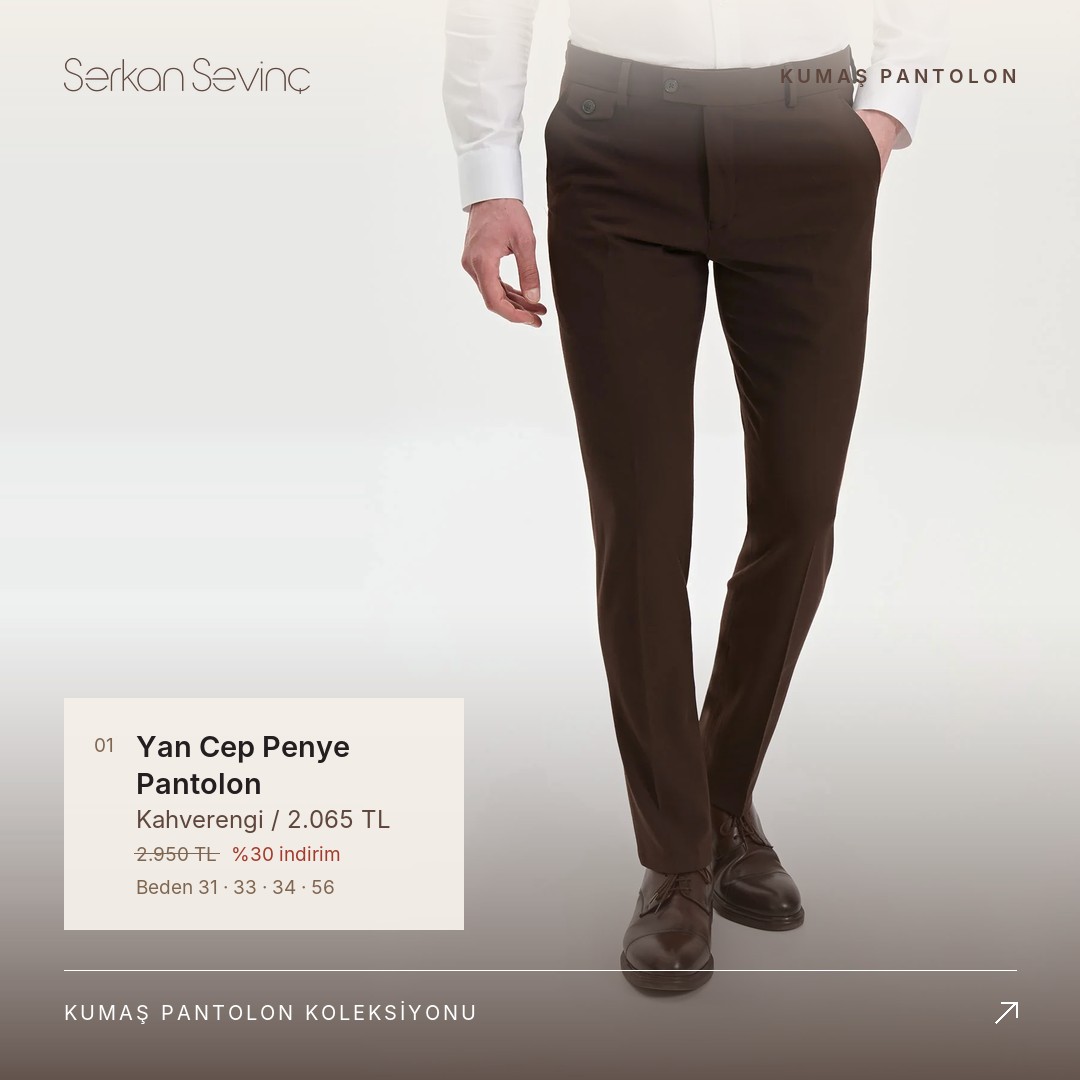 Serkan Sevinç
KUMAŞ PANTOLON
01
Yan Cep Penye
Pantolon
Kahverengi / 2.065 TL
2.950 TL %30 indirim
Beden 31 · 33 · 34 · 56
KUMAŞ PANTOLON KOLEKSİYONU